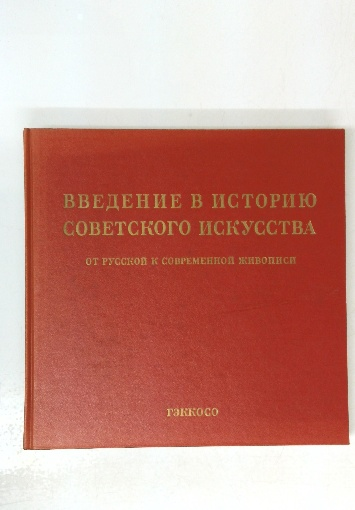 ВВЕДЕНИЕ В ИСТОРИЮ
СОВЕТСКОГО ИСКУССТВА
ОТ РУССКОЙ К СОВРЕМЕННОЙ ЖИВОПИСИ
ГЭККОСО